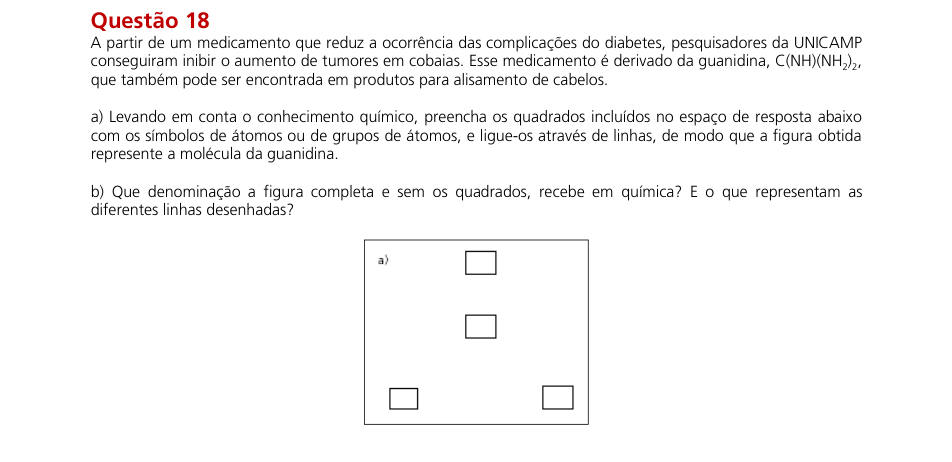 Questão 18
A partir de um medicamento que reduz a ocorrência das complicações do diabetes, pesquisadores da UNICAMP
conseguiram inibir o aumento de tumores em cobaias. Esse medicamento é derivado da guanidina, C(NH)(NH₂)₂,
que também pode ser encontrada em produtos para alisamento de cabelos.
a) Levando em conta o conhecimento químico, preencha os quadrados incluídos no espaço de resposta abaixo
com os símbolos de átomos ou de grupos de átomos, e ligue-os através de linhas, de modo que a figura obtida
represente a molécula da guanidina.
b) Que denominação a figura completa e sem os quadrados, recebe em química? E o que representam as
diferentes linhas desenhadas?
a)